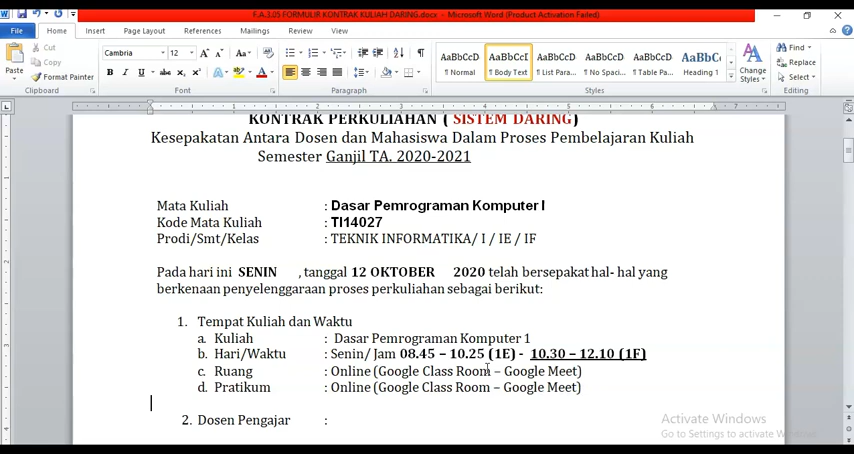 F.A.3.05 FORMULIR KONTRAK KULIAH DARING.docx - Microsoft Word (Product Activation Failed)
File Home Insert Page Layout References Mailings Review View
Paste
Cut
Copy
Format Painter
Clipboard
Cambria 12
Font
Paragraph
AaBbCcD AaBbCcI AaBbCcD AaBbCcD AaBbCcD AaBbC
¶ Normal ¶ Body Text ¶ List Para... ¶ No Spaci... ¶ Table Pa... Heading 1
Change Styles
Styles
Find
Replace
Select
Editing
KONTRAK PERKULIAHAN ( SISTEM DARING)
Kesepakatan Antara Dosen dan Mahasiswa Dalam Proses Pembelajaran Kuliah
Semester Ganjil TA. 2020-2021
Mata Kuliah : Dasar Pemrograman Komputer I
Kode Mata Kuliah : TI14027
Prodi/Smt/Kelas : TEKNIK INFORMATIKA/ I / IE / IF
Pada hari ini SENIN , tanggal 12 OKTOBER 2020 telah bersepakat hal- hal yang
berkenaan penyelenggaraan proses perkuliahan sebagai berikut:
1. Tempat Kuliah dan Waktu
a. Kuliah : Dasar Pemrograman Komputer 1
b. Hari/Waktu : Senin/ Jam 08.45 – 10.25 (1E) - 10.30 – 12.10 (1F)
c. Ruang : Online (Google Class Room – Google Meet)
d. Pratikum : Online (Google Class Room – Google Meet)
2. Dosen Pengajar :
Activate Windows
Go to Settings to activate Windows.